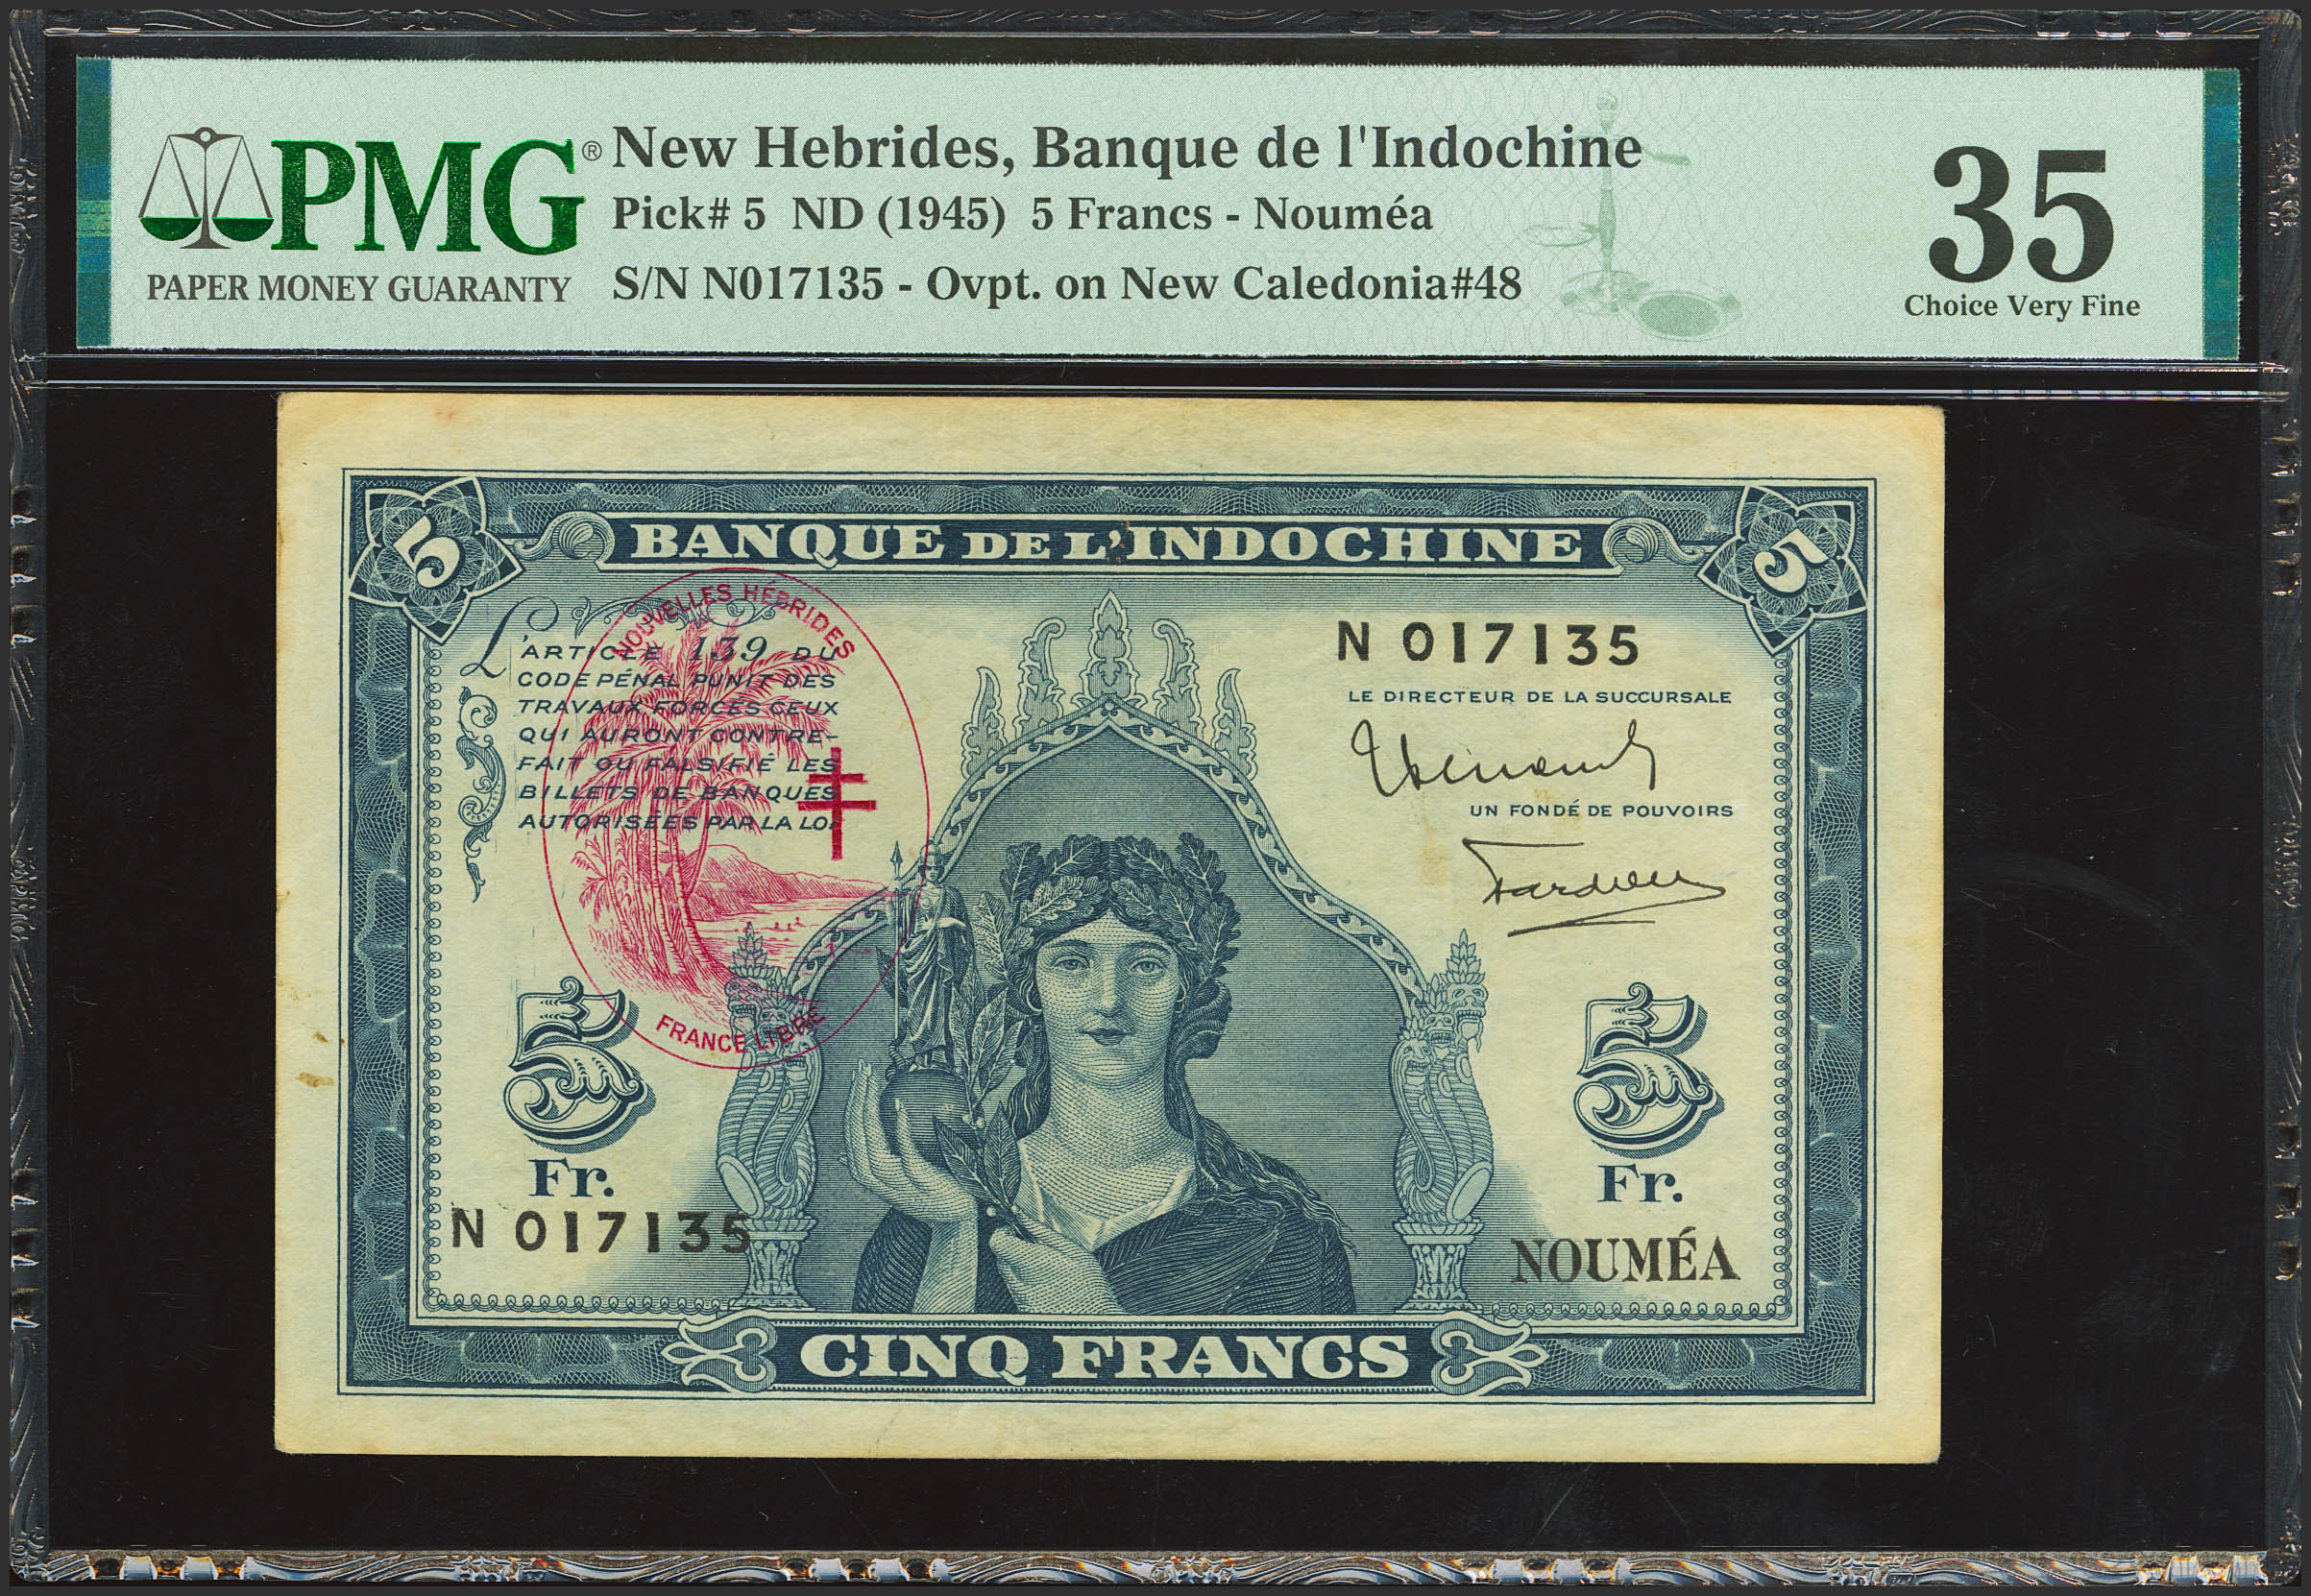 PMG®
PAPER MONEY GUARANTY
New Hebrides, Banque de l'Indochine
Pick# 5 ND (1945) 5 Francs - Nouméa
S/N N017135 - Ovpt. on New Caledonia#48
35
Choice Very Fine
5
BANQUE DE L'INDOCHINE
5
NOUVELLES HÉBRIDES
L'ARTICLE 139 DU
CODE PÉNAL PUNIT DES
TRAVAUX FORCÉS CEUX
QUI AURONT CONTRE-
FAIT OU FALSIFIÉ LES
BILLETS DE BANQUES
AUTORISÉES PAR LA LOI
FRANCE LIBRE
N 017135
LE DIRECTEUR DE LA SUCCURSALE
UN FONDÉ DE POUVOIRS
5
Fr.
N 017135
5
Fr.
NOUMÉA
CINQ FRANCS